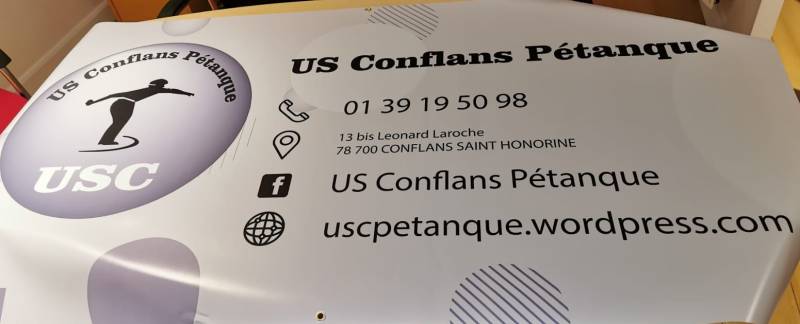 US Conflans Pétanque
USC
US Conflans Pétanque
01 39 19 50 98
13 bis Leonard Laroche
78 700 CONFLANS SAINT HONORINE
f
US Conflans Pétanque
uscpetanque.wordpress.com